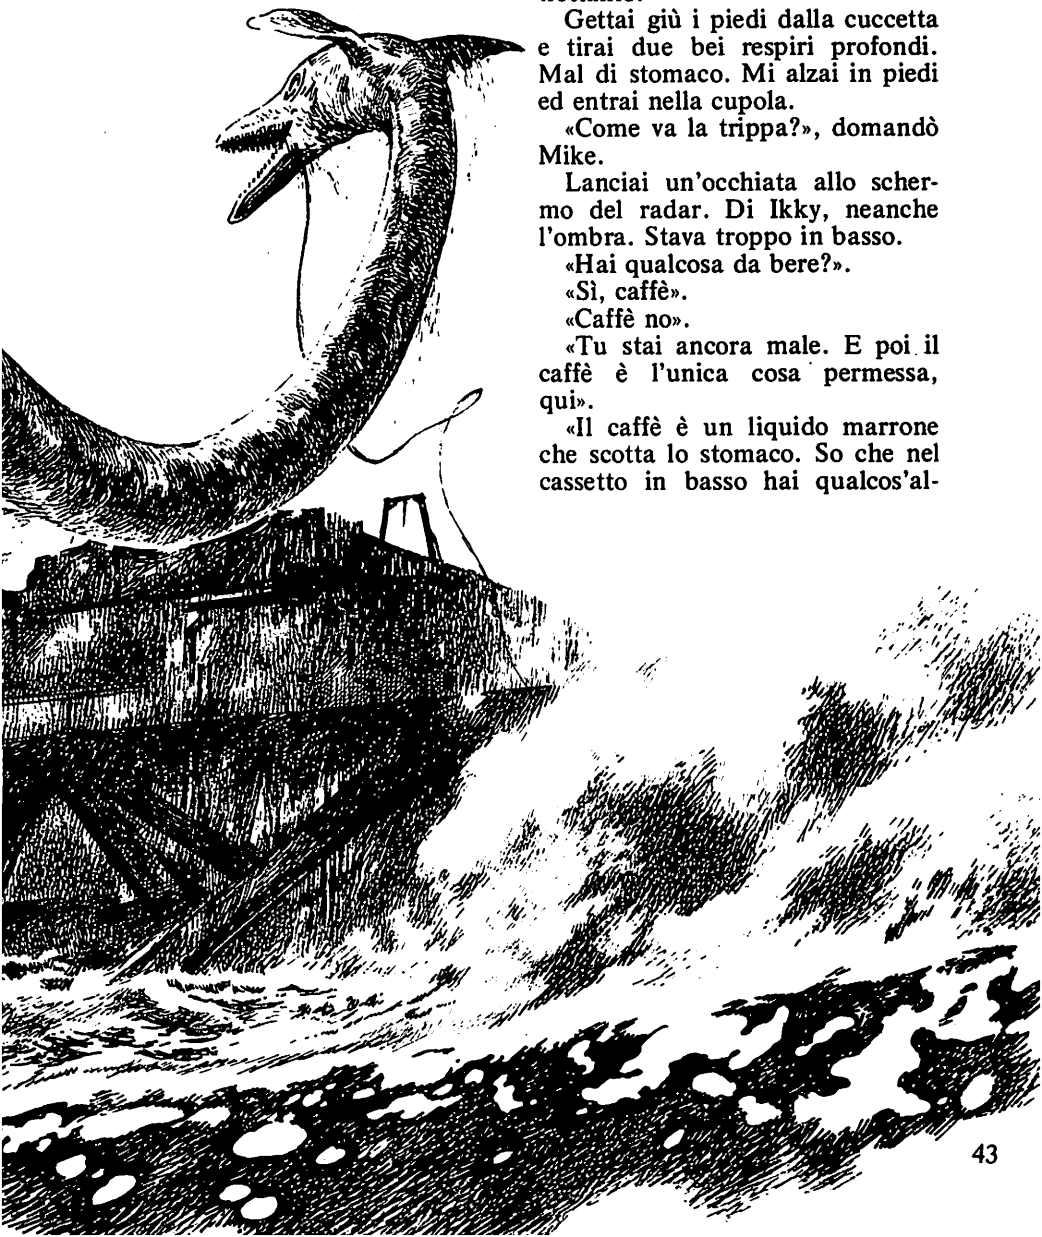 Gettai giù i piedi dalla cuccetta
e tirai due bei respiri profondi.
Mal di stomaco. Mi alzai in piedi
ed entrai nella cupola.
«Come va la trippa?», domandò
Mike.
Lanciai un'occhiata allo scher-
mo del radar. Di Ikky, neanche
l'ombra. Stava troppo in basso.
«Hai qualcosa da bere?».
«Sì, caffè».
«Caffè no».
«Tu stai ancora male. E poi il
caffè è l'unica cosa permessa,
qui».
«Il caffè è un liquido marrone
che scotta lo stomaco. So che nel
cassetto in basso hai qualcos'al-
43